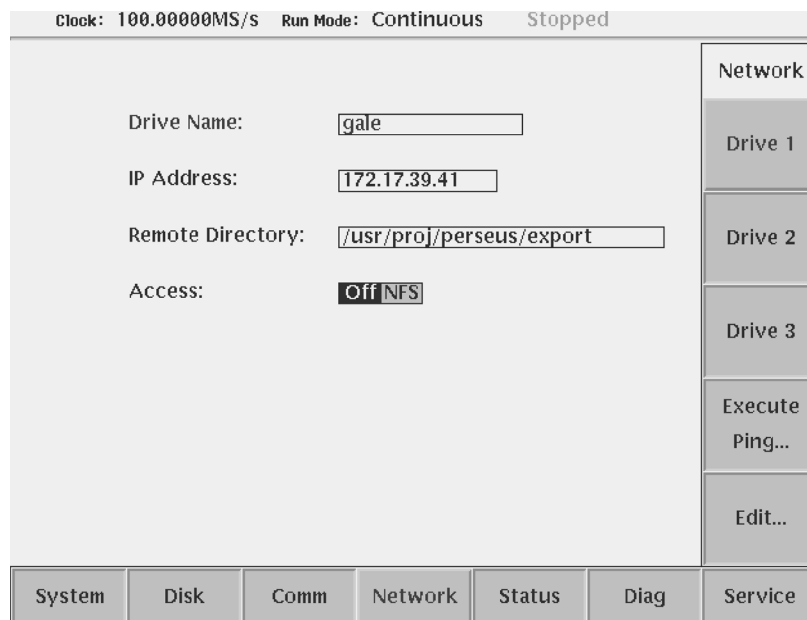 Clock: 100.00000MS/s Run Mode: Continuous Stopped
Network
Drive Name: gale
Drive 1
IP Address: 172.17.39.41
Remote Directory: /usr/proj/perseus/export
Drive 2
Access: Off NFS
Drive 3
Execute
Ping...
Edit...
System Disk Comm Network Status Diag Service